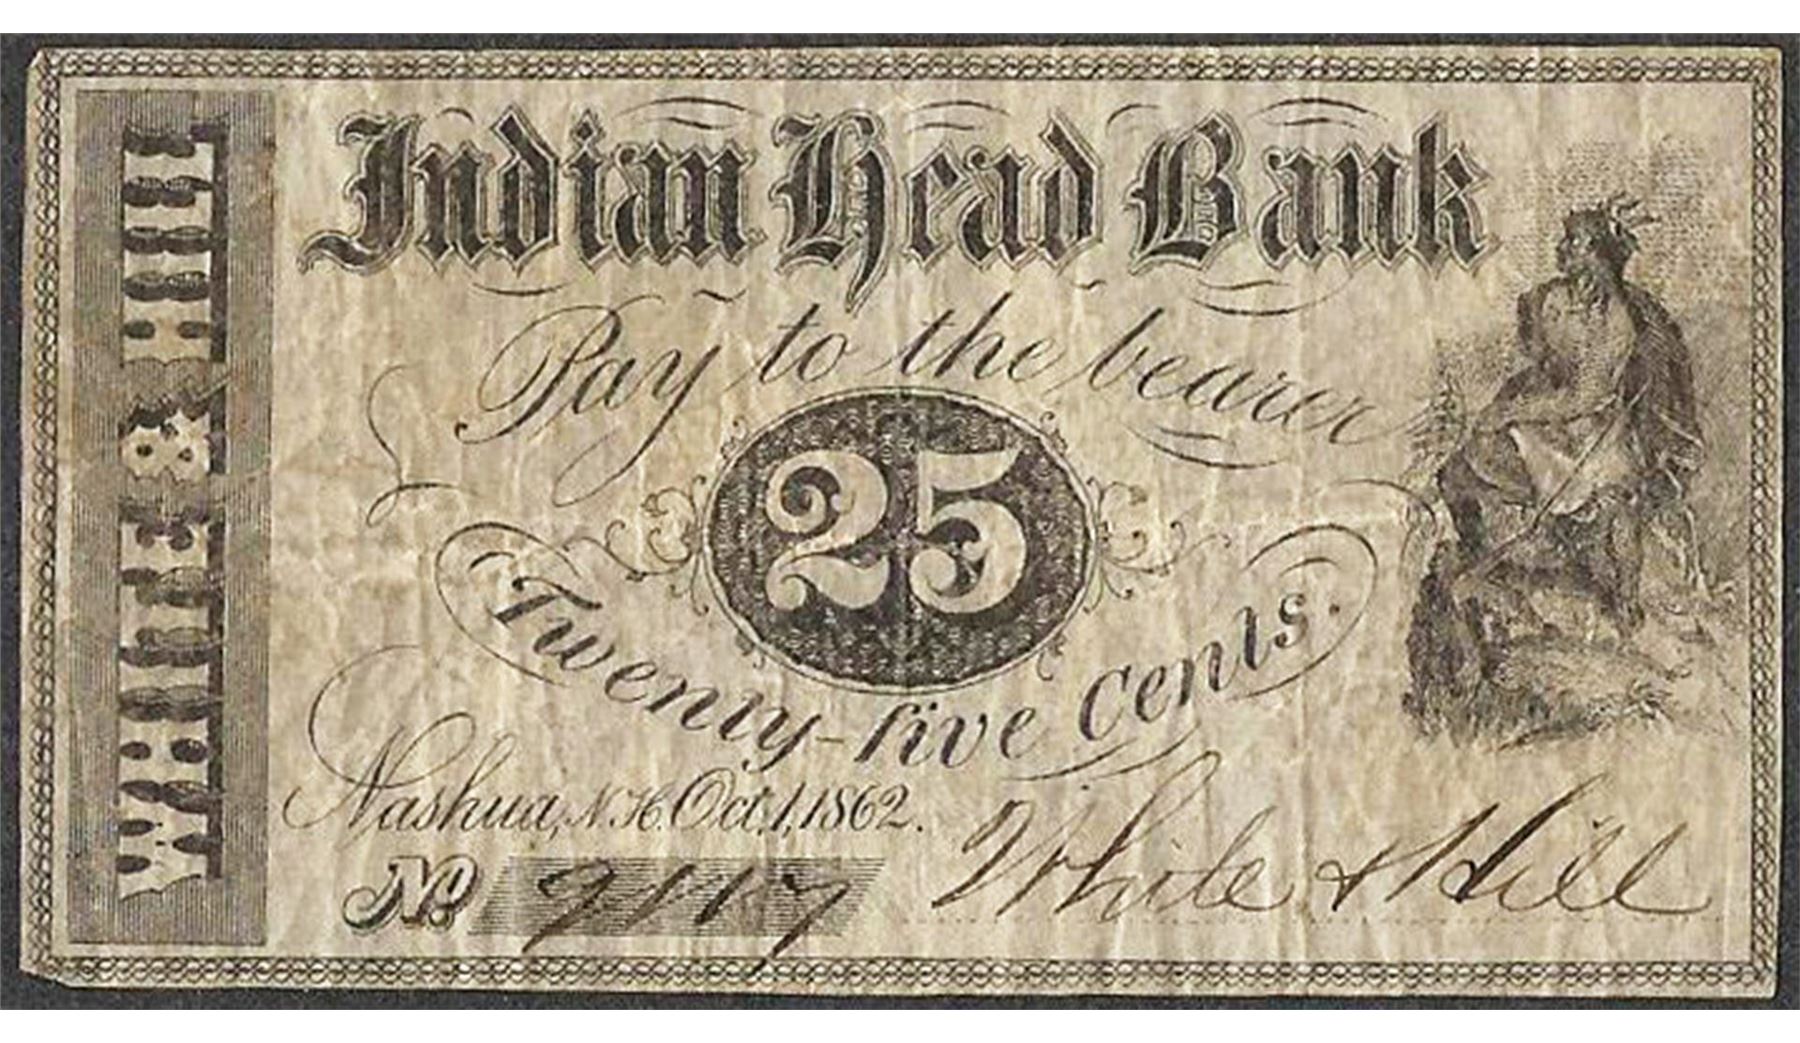 WHITE & HILL
Indian Head Bank
Pay to the bearer
25
Twenty-five Cents.
Nashua, N.H. Oct. 1, 1862.
No. 9117
White & Hill